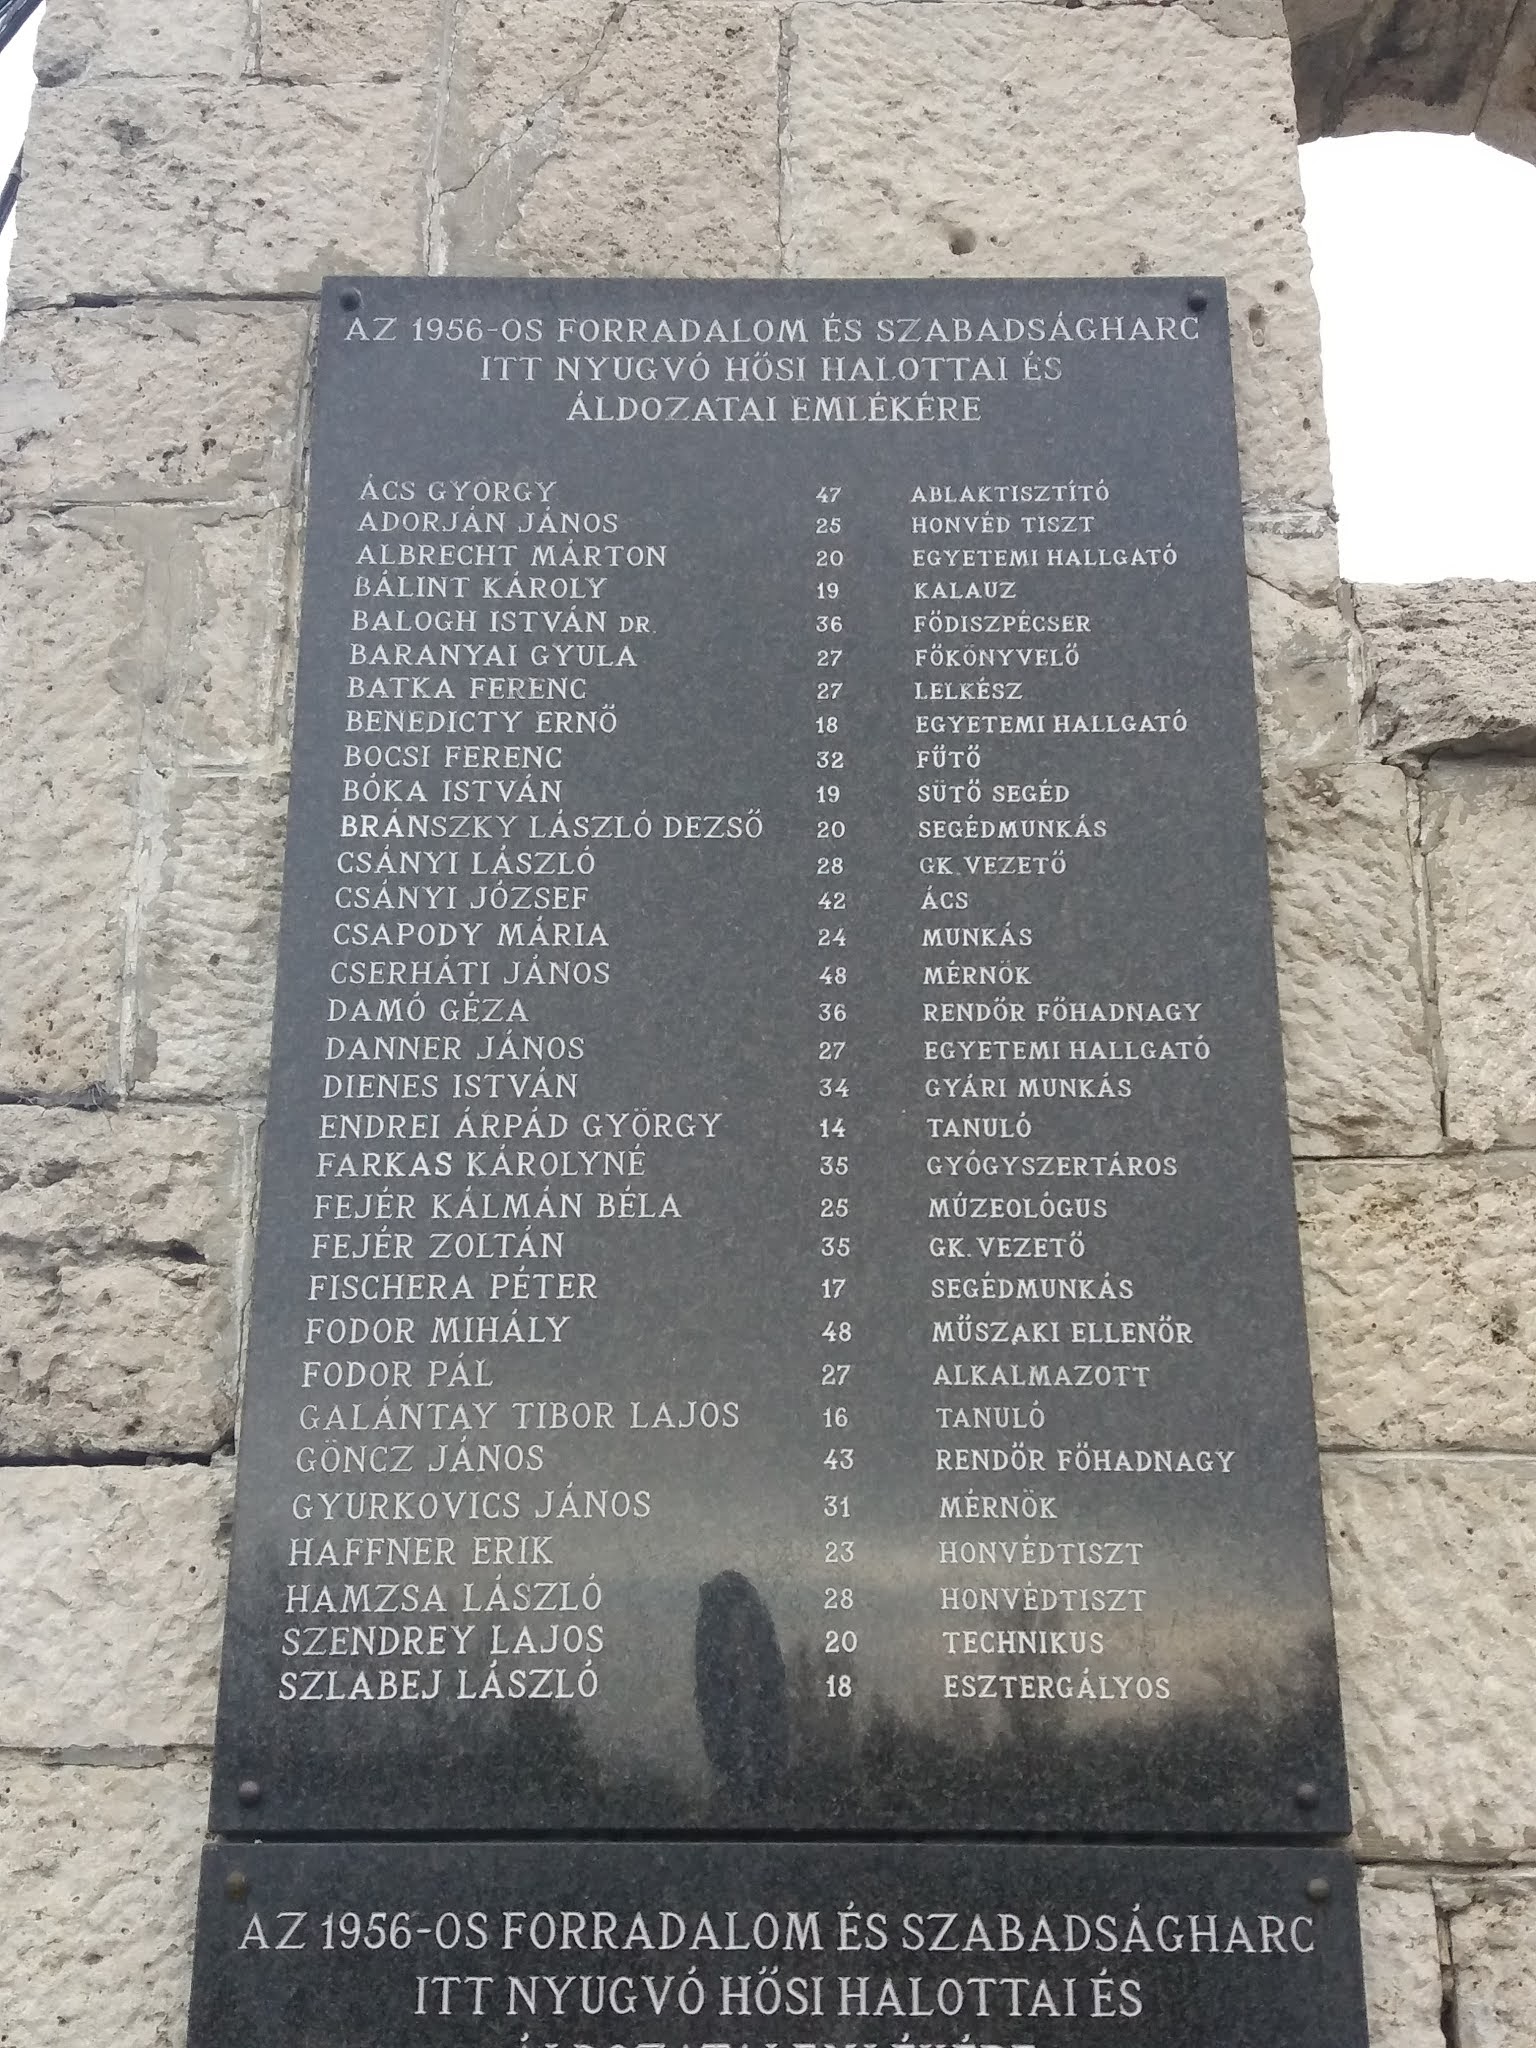 AZ 1956-OS FORRADALOM ÉS SZABADSÁGHARC
ITT NYUGVÓ HŐSI HALOTTAI ÉS
ÁLDOZATAI EMLÉKÉRE
ÁCS GYÖRGY 47 ABLAKTISZTÍTÓ
ADORJÁN JÁNOS 25 HONVÉD TISZT
ALBRECHT MÁRTON 20 EGYETEMI HALLGATÓ
BÁLINT KÁROLY 19 KALAUZ
BALOGH ISTVÁN DR. 36 FŐDISZPÉCSER
BARANYAI GYULA 27 FŐKÖNYVELŐ
BATKA FERENC 27 LELKÉSZ
BENEDICTY ERNŐ 18 EGYETEMI HALLGATÓ
BOCSI FERENC 32 FŰTŐ
BÓKA ISTVÁN 19 SÜTŐ SEGÉD
BRÁNSZKY LÁSZLÓ DEZSŐ 20 SEGÉDMUNKÁS
CSÁNYI LÁSZLÓ 28 GK. VEZETŐ
CSÁNYI JÓZSEF 42 ÁCS
CSAPODY MÁRIA 24 MUNKÁS
CSERHÁTI JÁNOS 48 MÉRNÖK
DAMÓ GÉZA 36 RENDŐR FŐHADNAGY
DANNER JÁNOS 27 EGYETEMI HALLGATÓ
DIENES ISTVÁN 34 GYÁRI MUNKÁS
ENDREI ÁRPÁD GYÖRGY 14 TANULÓ
FARKAS KÁROLYNÉ 35 GYÓGYSZERTÁROS
FEJÉR KÁLMÁN BÉLA 25 MÚZEOLÓGUS
FEJÉR ZOLTÁN 35 GK. VEZETŐ
FISCHERA PÉTER 17 SEGÉDMUNKÁS
FODOR MIHÁLY 48 MŰSZAKI ELLENŐR
FODOR PÁL 27 ALKALMAZOTT
GALÁNTAY TIBOR LAJOS 16 TANULÓ
GÖNCZ JÁNOS 43 RENDŐR FŐHADNAGY
GYURKOVICS JÁNOS 31 MÉRNÖK
HAFFNER ERIK 23 HONVÉDTISZT
HAMZSA LÁSZLÓ 28 HONVÉDTISZT
SZENDREY LAJOS 20 TECHNIKUS
SZLABEJ LÁSZLÓ 18 ESZTERGÁLYOS
AZ 1956-OS FORRADALOM ÉS SZABADSÁGHARC
ITT NYUGVÓ HŐSI HALOTTAI ÉS
ÁLDOZATAI EMLÉKÉRE